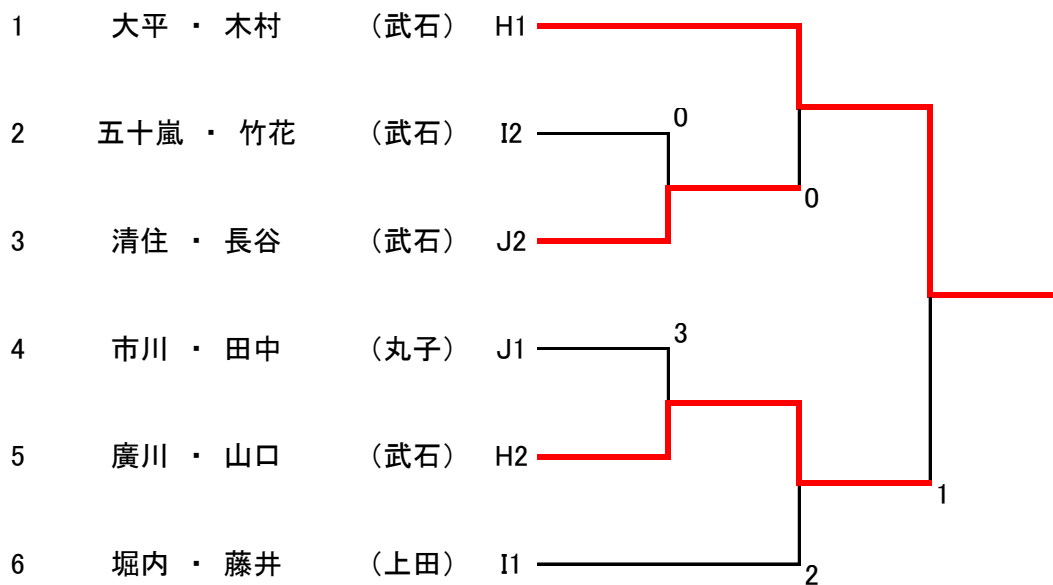 1 大平 ・ 木村 （武石） H1
0
2 五十嵐 ・ 竹花 （武石） I2
0
3 清住 ・ 長谷 （武石） J2
3
4 市川 ・ 田中 （丸子） J1
5 廣川 ・ 山口 （武石） H2
1
6 堀内 ・ 藤井 （上田） I1
2